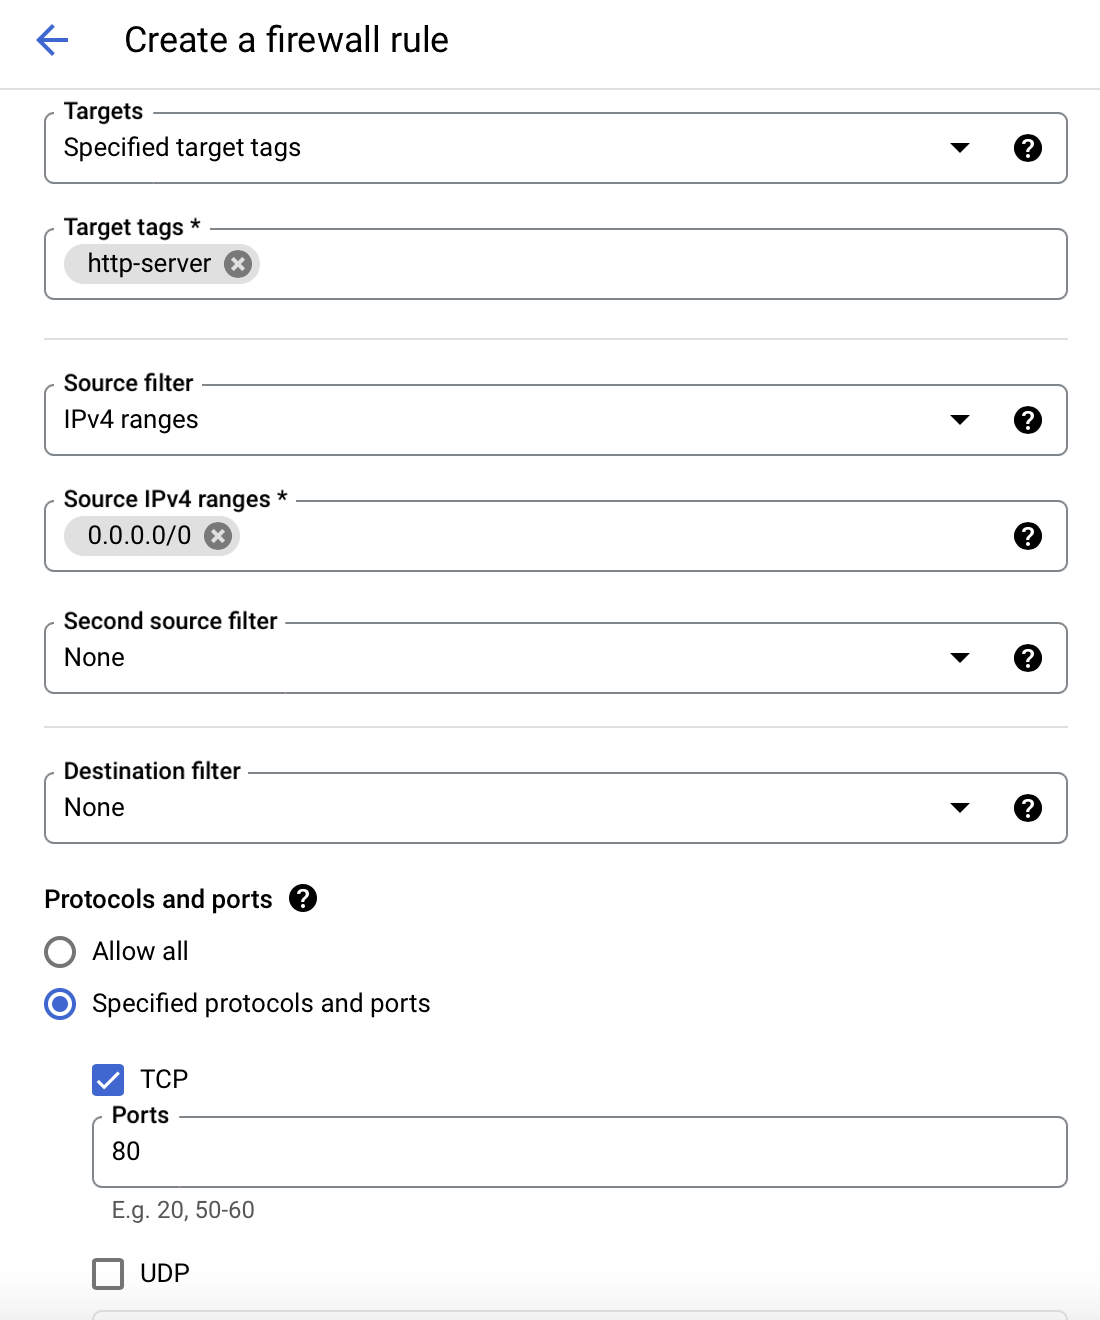 Create a firewall rule
Targets
Specified target tags
Target tags *
http-server
Source filter
IPv4 ranges
Source IPv4 ranges *
0.0.0.0/0
Second source filter
None
Destination filter
None
Protocols and ports
Allow all
Specified protocols and ports
TCP
Ports
80
E.g. 20, 50-60
UDP